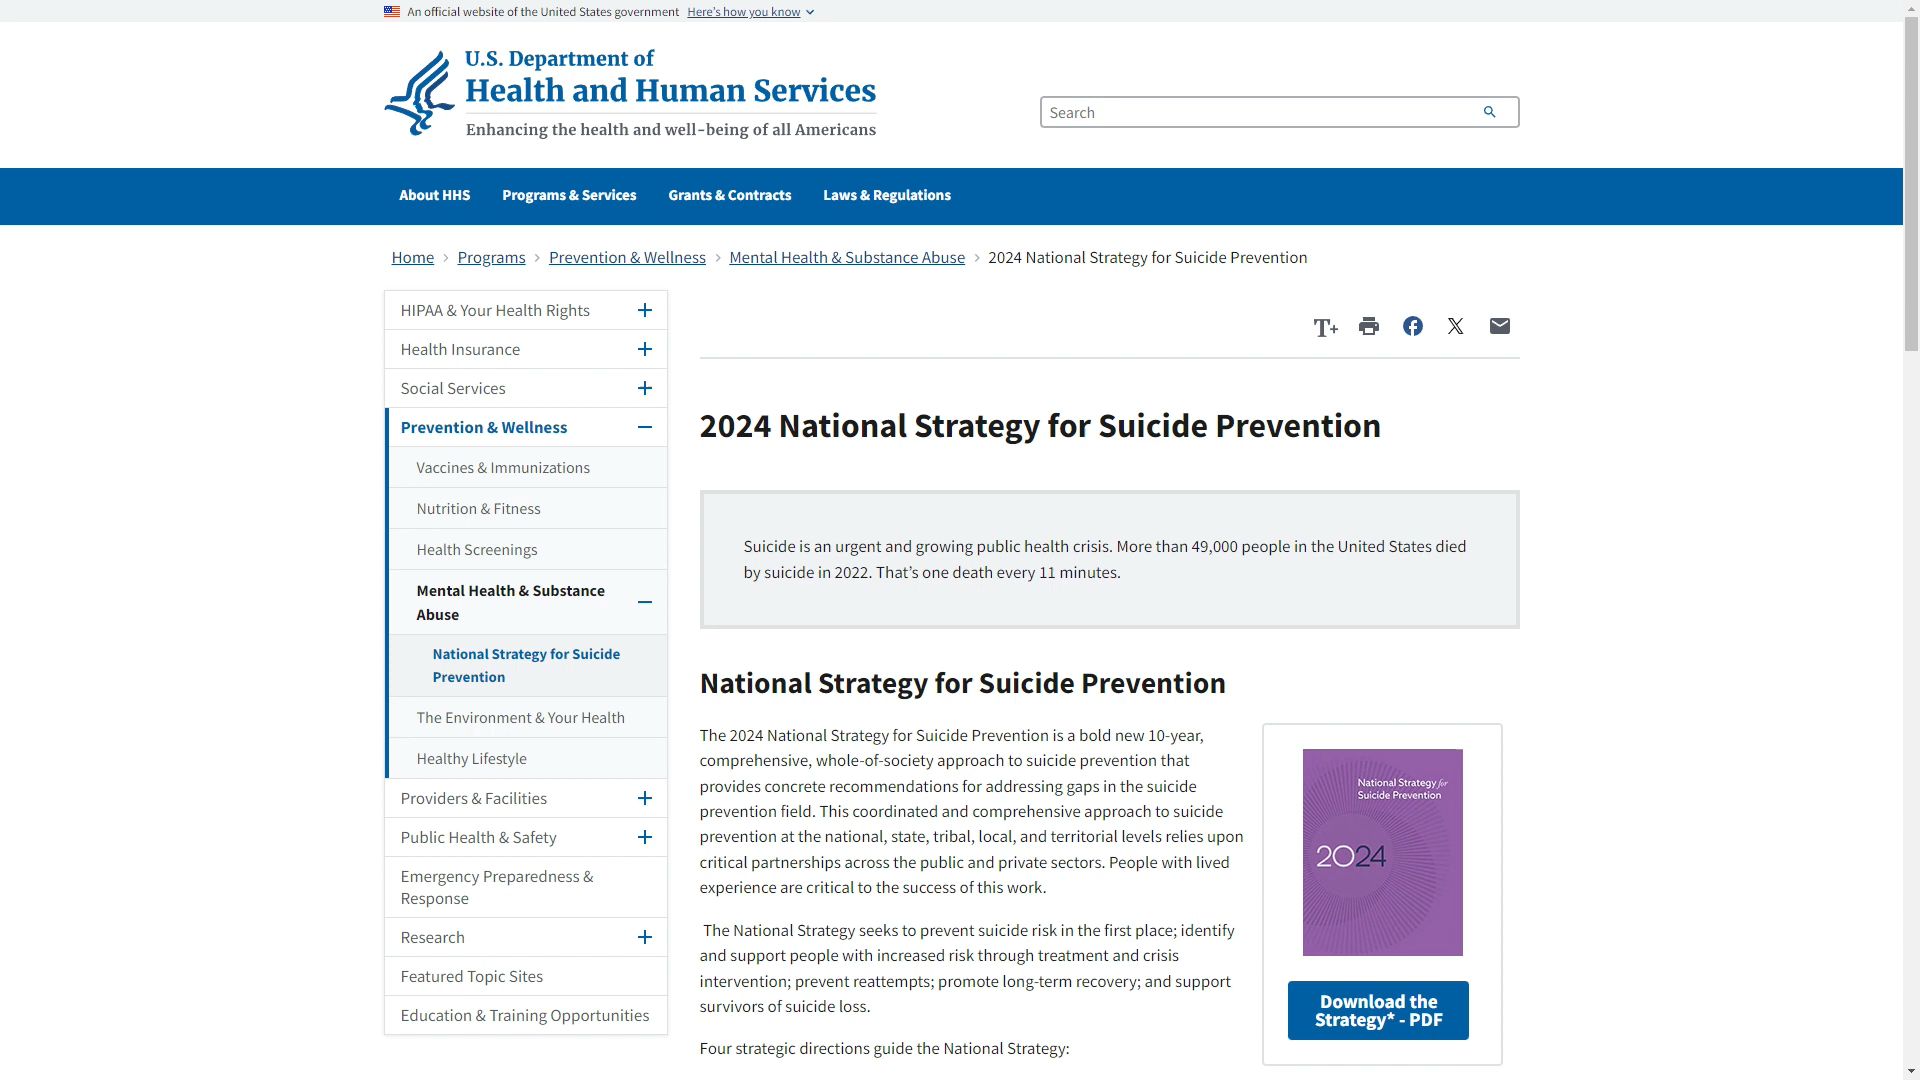 An official website of the United States government Here's how you know
U.S. Department of
Health and Human Services
Enhancing the health and well-being of all Americans
Search
About HHS Programs & Services Grants & Contracts Laws & Regulations
Home Programs Prevention & Wellness Mental Health & Substance Abuse 2024 National Strategy for Suicide Prevention
HIPAA & Your Health Rights
Health Insurance
Social Services
Prevention & Wellness
Vaccines & Immunizations
Nutrition & Fitness
Health Screenings
Mental Health & Substance
Abuse
National Strategy for Suicide
Prevention
The Environment & Your Health
Healthy Lifestyle
Providers & Facilities
Public Health & Safety
Emergency Preparedness &
Response
Research
Featured Topic Sites
Education & Training Opportunities
T+
2024 National Strategy for Suicide Prevention
Suicide is an urgent and growing public health crisis. More than 49,000 people in the United States died
by suicide in 2022. That’s one death every 11 minutes.
National Strategy for Suicide Prevention
The 2024 National Strategy for Suicide Prevention is a bold new 10-year,
comprehensive, whole-of-society approach to suicide prevention that
provides concrete recommendations for addressing gaps in the suicide
prevention field. This coordinated and comprehensive approach to suicide
prevention at the national, state, tribal, local, and territorial levels relies upon
critical partnerships across the public and private sectors. People with lived
experience are critical to the success of this work.
The National Strategy seeks to prevent suicide risk in the first place; identify
and support people with increased risk through treatment and crisis
intervention; prevent reattempts; promote long-term recovery; and support
survivors of suicide loss.
Four strategic directions guide the National Strategy:
National Strategy for
Suicide Prevention
2024
Download the
Strategy* - PDF